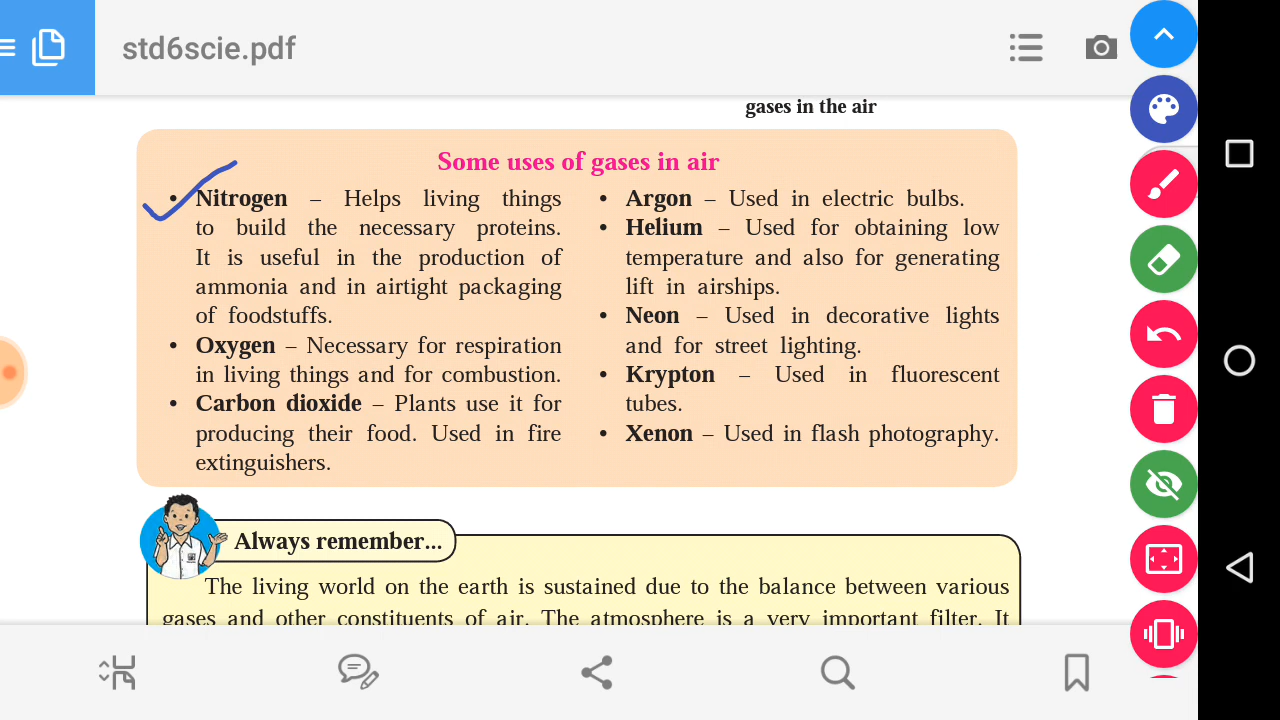 std6scie.pdf
gases in the air
Some uses of gases in air
• Nitrogen – Helps living things
to build the necessary proteins.
It is useful in the production of
ammonia and in airtight packaging
of foodstuffs.
• Oxygen – Necessary for respiration
in living things and for combustion.
• Carbon dioxide – Plants use it for
producing their food. Used in fire
extinguishers.
• Argon – Used in electric bulbs.
• Helium – Used for obtaining low
temperature and also for generating
lift in airships.
• Neon – Used in decorative lights
and for street lighting.
• Krypton – Used in fluorescent
tubes.
• Xenon – Used in flash photography.
Always remember...
The living world on the earth is sustained due to the balance between various
gases and other constituents of air. The atmosphere is a very important filter. It